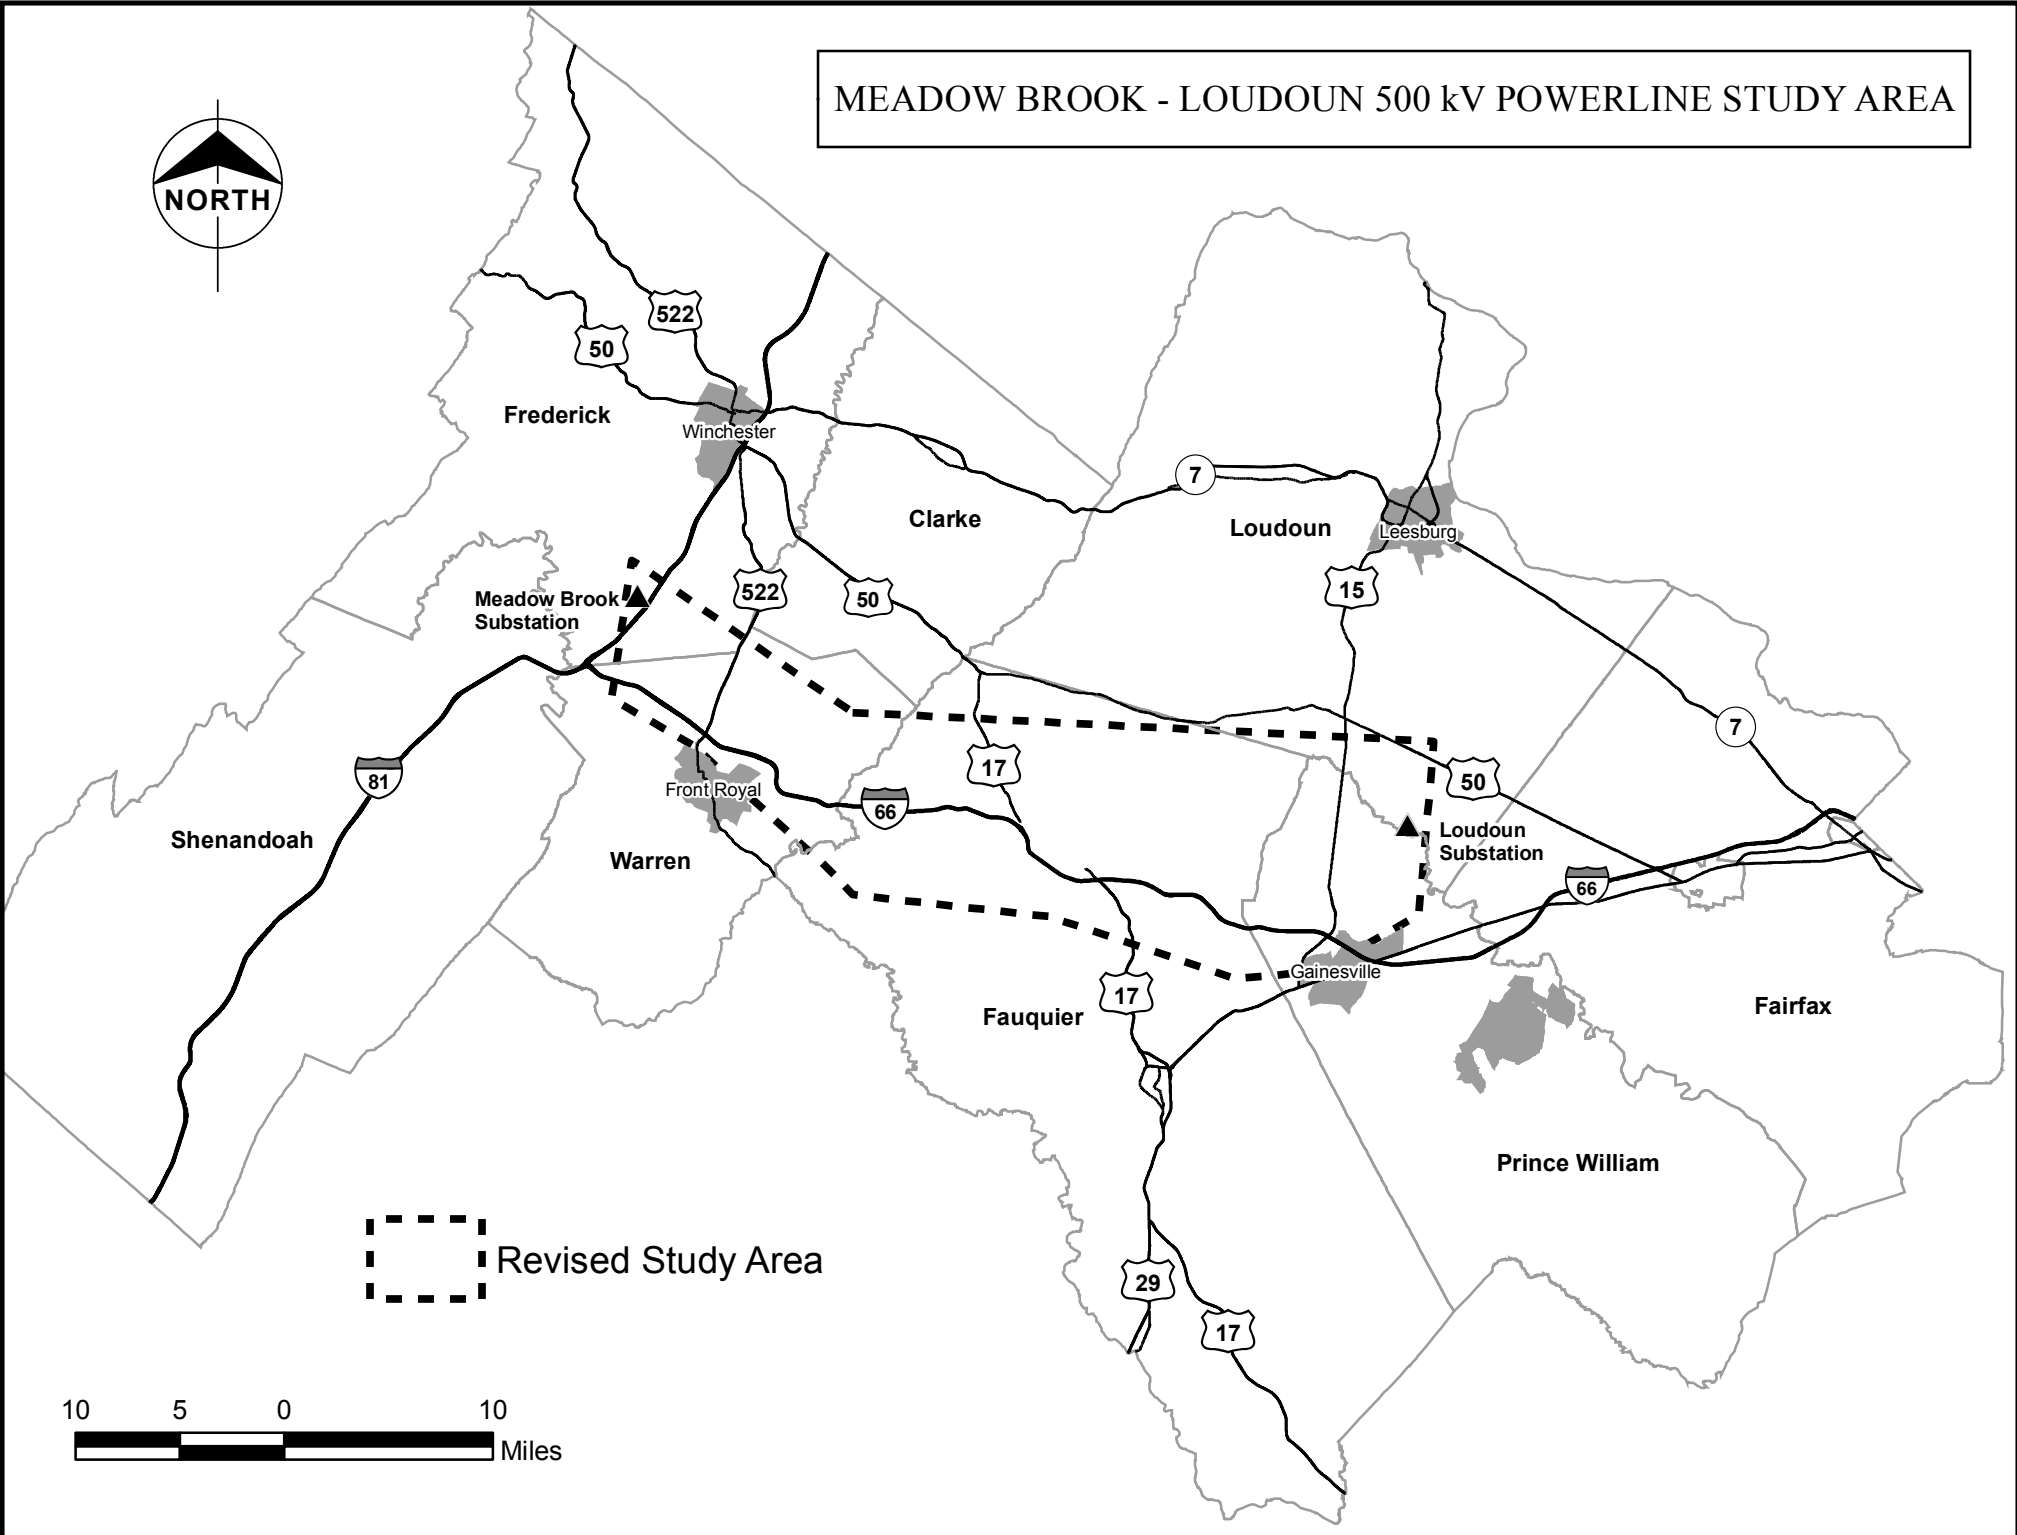 MEADOW BROOK - LOUDOUN 500 kV POWERLINE STUDY AREA
NORTH
522
50
Frederick
Winchester
7
Clarke
Loudoun
Leesburg
522
50
15
Meadow Brook
Substation
7
17
50
81
Front Royal
66
Loudoun
Substation
Shenandoah
Warren
66
Gainesville
17
Fauquier
Fairfax
Prince William
Revised Study Area
29
17
10 5 0 10
Miles